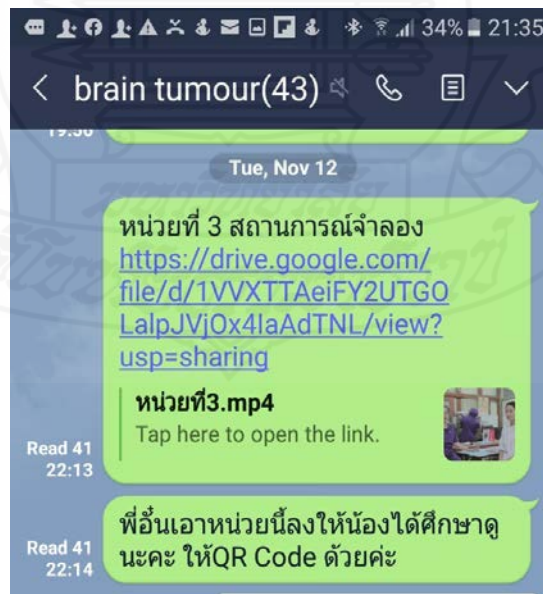 34% 21:35
brain tumour(43)
19:56
Tue, Nov 12
หน่วยที่ 3 สถานการณ์จำลอง
https://drive.google.com/
file/d/1VVXTTAeiFY2UTGO
LalpJVjOx4IaAdTNL/view?
usp=sharing
หน่วยที่3.mp4
Tap here to open the link.
Read 41
22:13
พี่อั๋นเอาหน่วยนี้ลงให้น้องได้ศึกษาดู
นะคะ ให้QR Code ด้วยค่ะ
Read 41
22:14